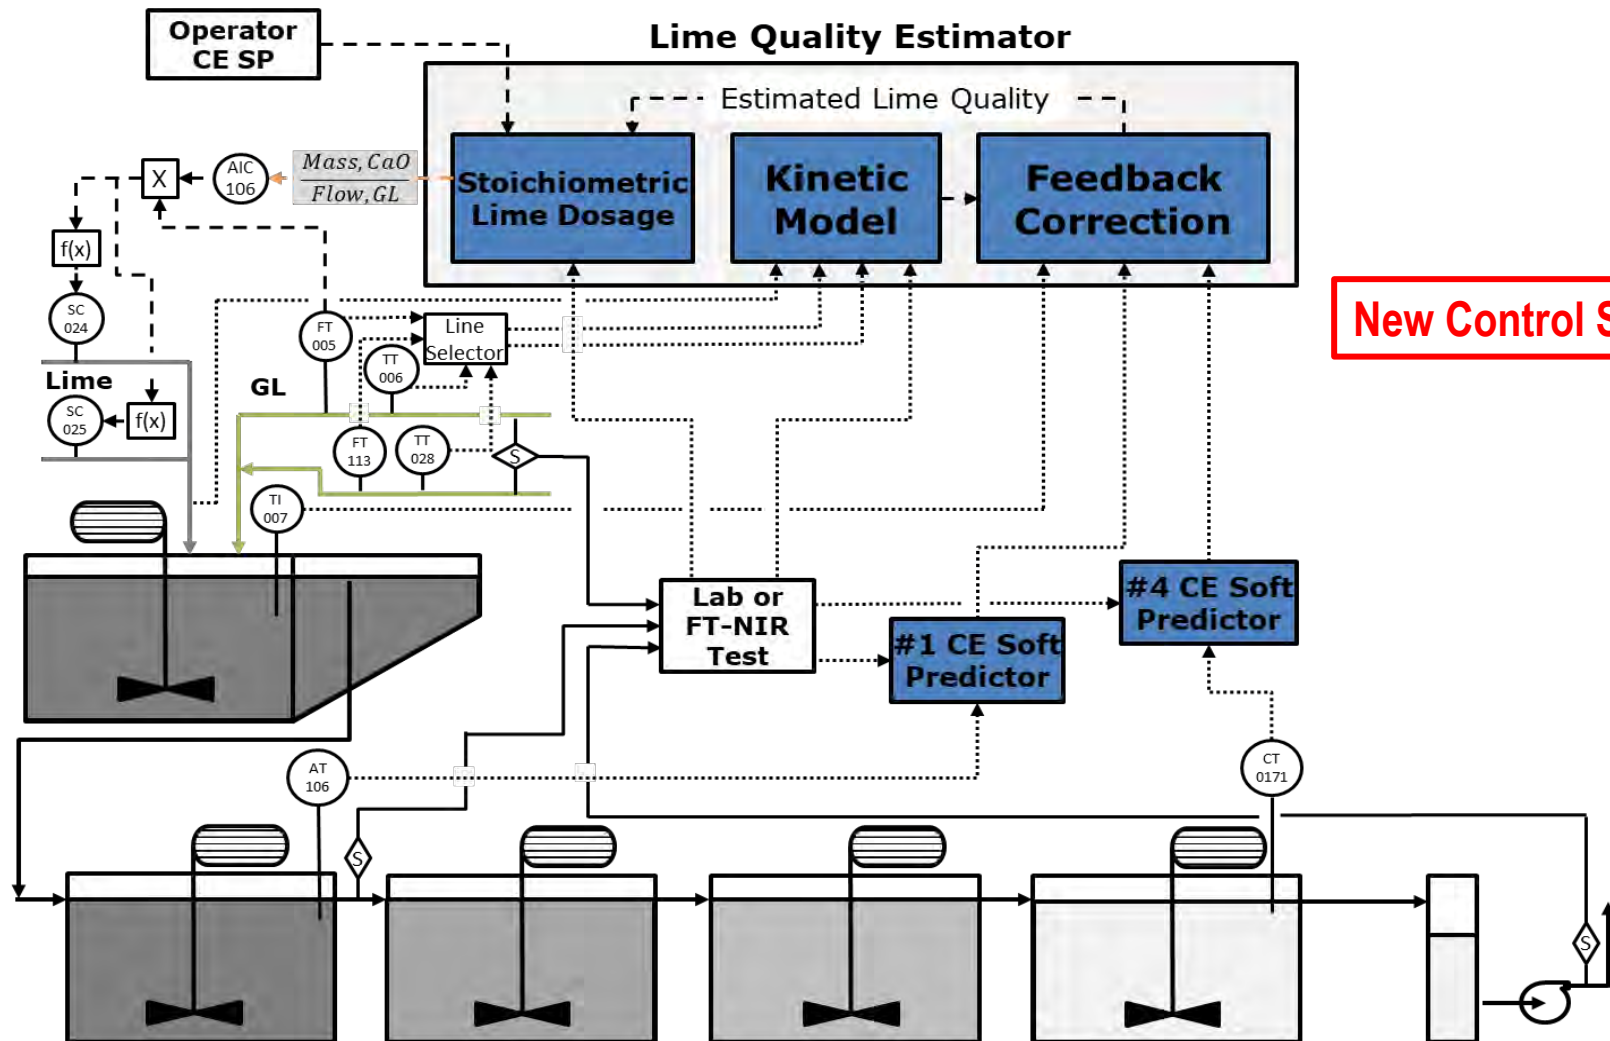 Operator
CE SP
Lime Quality Estimator
Estimated Lime Quality
Stoichiometric
Lime Dosage
Kinetic
Model
Feedback
Correction
Mass, CaO
Flow, GL
AIC
106
X
f(x)
SC
024
Lime
SC
025
f(x)
GL
FT
005
TT
006
Line
Selector
FT
113
TT
028
S
TI
007
New Control S
Lab or
FT-NIR
Test
#1 CE Soft
Predictor
#4 CE Soft
Predictor
AT
106
S
CT
0171
S